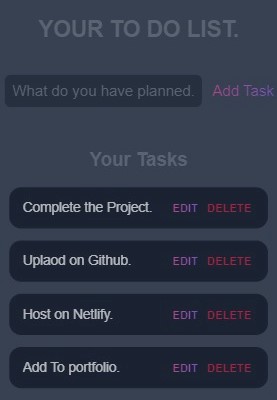 YOUR TO DO LIST.
What do you have planned. Add Task
Your Tasks
Complete the Project. EDIT DELETE
Uplaod on Github. EDIT DELETE
Host on Netlify. EDIT DELETE
Add To portfolio. EDIT DELETE